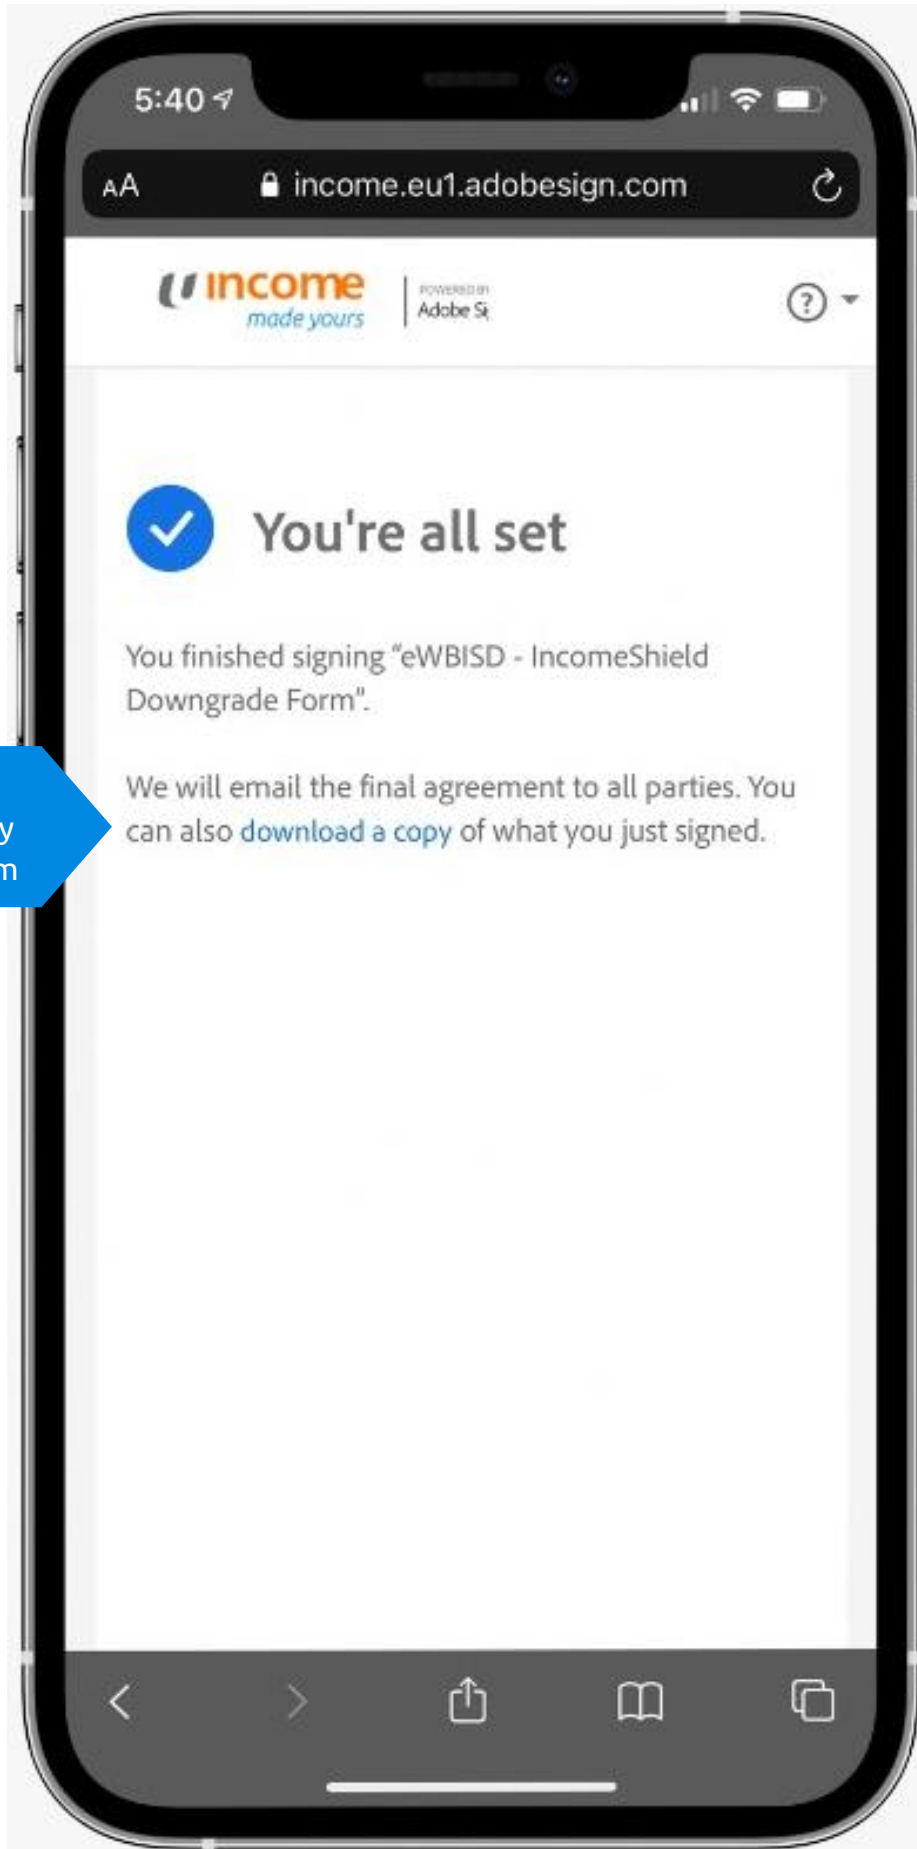 5:40
AA income.eu1.adobesign.com
income
made yours
POWERED BY
Adobe Si
You're all set
You finished signing "eWBISD - IncomeShield
Downgrade Form".
We will email the final agreement to all parties. You
can also download a copy of what you just signed.
y
m